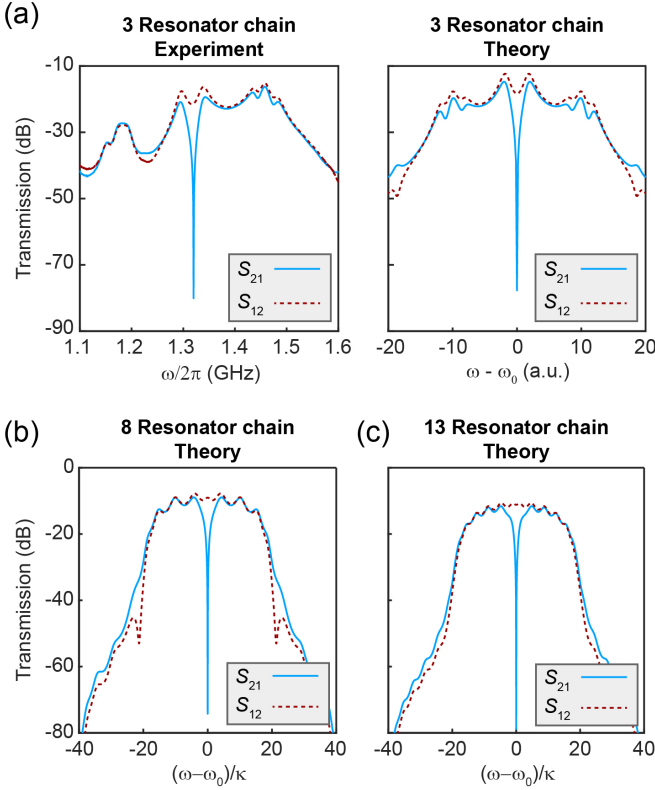 (a)
3 Resonator chain
Experiment
3 Resonator chain
Theory
Transmission (dB)
-10
-30
-50
-70
-90
S21
S12
1.1 1.2 1.3 1.4 1.5 1.6
ω/2π (GHz)
S21
S12
-20 -10 0 10 20
ω - ω0 (a.u.)
(b)
8 Resonator chain
Theory
(c)
13 Resonator chain
Theory
Transmission (dB)
0
-20
-40
-60
-80
S21
S12
-40 -20 0 20 40
(ω−ω0)/κ
S21
S12
-40 -20 0 20 40
(ω−ω0)/κ